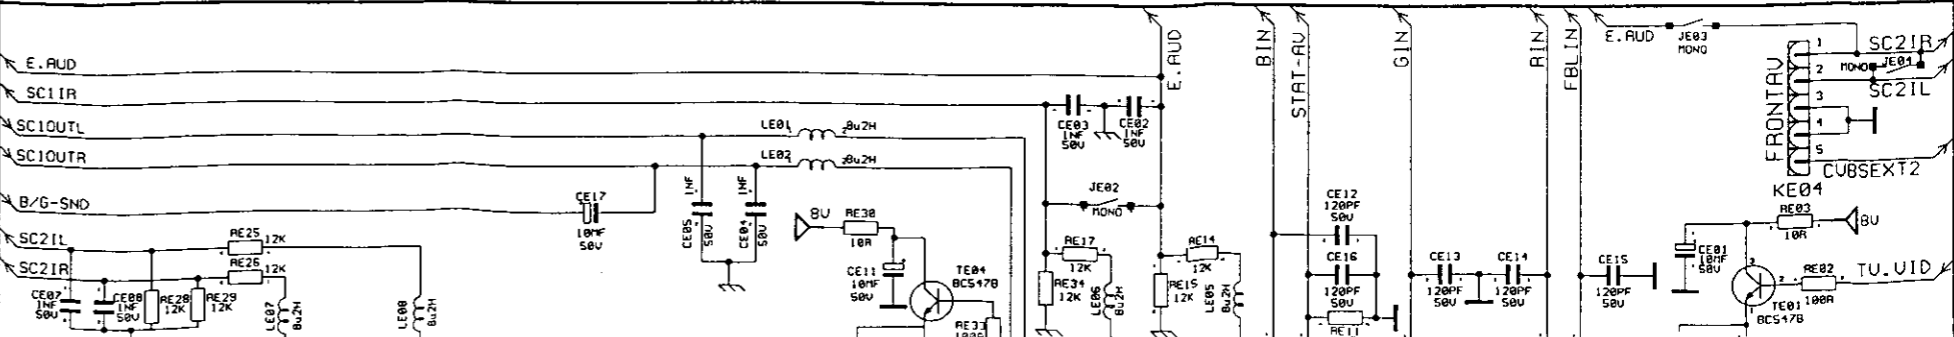 E.AUD
SC1IR
SC1OUTL
SC1OUTR
B/G-SND
SC2IL
SC2IR
CE07
1NF
50V
CE08
1NF
50V
RE28
12K
RE29
12K
RE25 12K
RE26 12K
LE07
8u2H
LE08
8u2H
CE17
10MF
50V
LE01 8u2H
LE02 8u2H
CE05
1NF
50V
CE04
1NF
50V
8V
RE30
10R
CE11
10MF
50V
TE04
BC547B
RE33
CE03
1NF
50V
CE02
1NF
50V
JE02
MONO
RE17
12K
RE34
12K
LE06
8u2H
RE14
12K
RE15
12K
LE05
8u2H
E.AUD
BIN
STAT-AV
GIN
RIN
FBLIN
CE12
120PF
50V
CE16
120PF
50V
RE11
CE13
120PF
50V
CE14
120PF
50V
CE15
120PF
50V
E.AUD
JE03
MONO
FRONTAV
1
2
3
4
5
KE04
SC2IR
MONO JE04
SC2IL
CVBSEXT2
RE03
10R
8V
CE01
10MF
50V
RE02
100R
TV.VID
TE01
BC547B